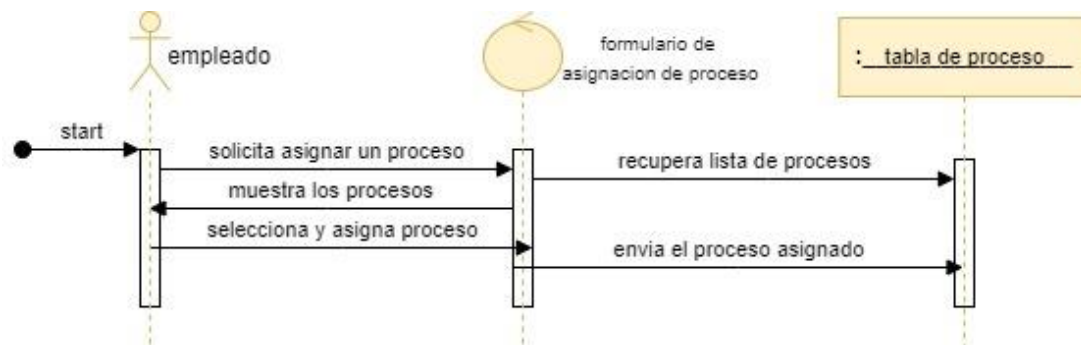 empleado
formulario de
asignacion de proceso
: tabla de proceso
start
solicita asignar un proceso
recupera lista de procesos
muestra los procesos
selecciona y asigna proceso
envia el proceso asignado